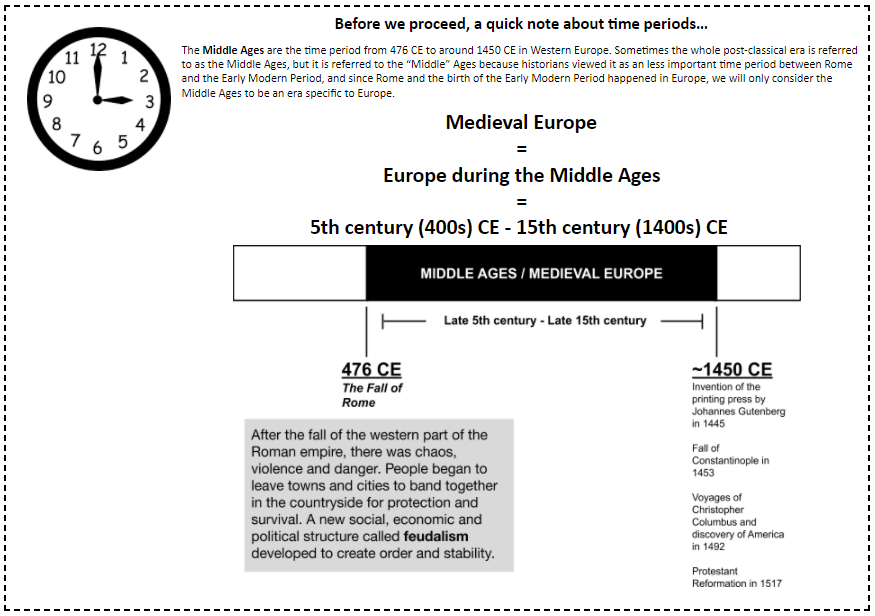 Before we proceed, a quick note about time periods...
The Middle Ages are the time period from 476 CE to around 1450 CE in Western Europe. Sometimes the whole post-classical era is referred
to as the Middle Ages, but it is referred to the “Middle” Ages because historians viewed it as an less important time period between Rome
and the Early Modern Period, and since Rome and the birth of the Early Modern Period happened in Europe, we will only consider the
Middle Ages to be an era specific to Europe.
12
11
1
10
2
9
3
8
4
7
5
6
Medieval Europe
=
Europe during the Middle Ages
=
5th century (400s) CE - 15th century (1400s) CE
MIDDLE AGES / MEDIEVAL EUROPE
Late 5th century - Late 15th century
476 CE
The Fall of
Rome
After the fall of the western part of the
Roman empire, there was chaos,
violence and danger. People began to
leave towns and cities to band together
in the countryside for protection and
survival. A new social, economic and
political structure called feudalism
developed to create order and stability.
~1450 CE
Invention of the
printing press by
Johannes Gutenberg
in 1445
Fall of
Constantinople in
1453
Voyages of
Christopher
Columbus and
discovery of America
in 1492
Protestant
Reformation in 1517